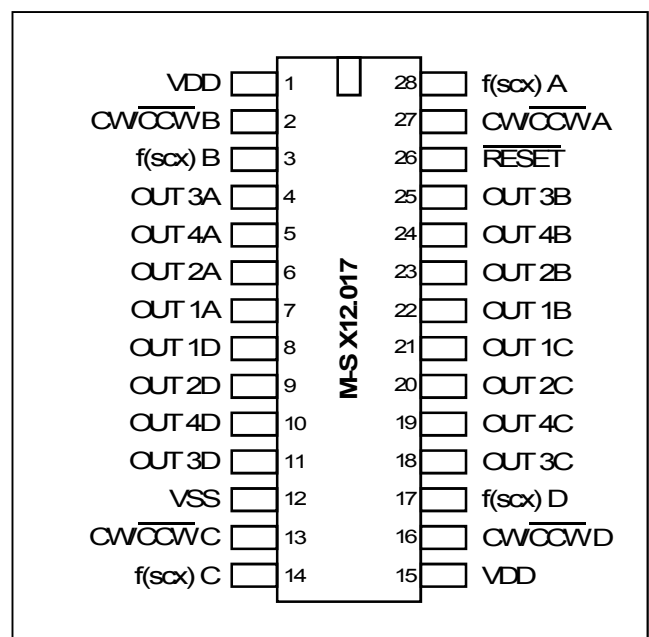 VDD 1 28 f(scx) A
CW/CCW B 2 27 CW/CCW A
f(scx) B 3 26 RESET
OUT 3A 4 25 OUT 3B
OUT 4A 5 24 OUT 4B
OUT 2A 6 23 OUT 2B
OUT 1A 7 22 OUT 1B
OUT 1D 8 21 OUT 1C
OUT 2D 9 20 OUT 2C
OUT 4D 10 19 OUT 4C
OUT 3D 11 18 OUT 3C
VSS 12 17 f(scx) D
CW/CCW C 13 16 CW/CCW D
f(scx) C 14 15 VDD
M-S X12.017